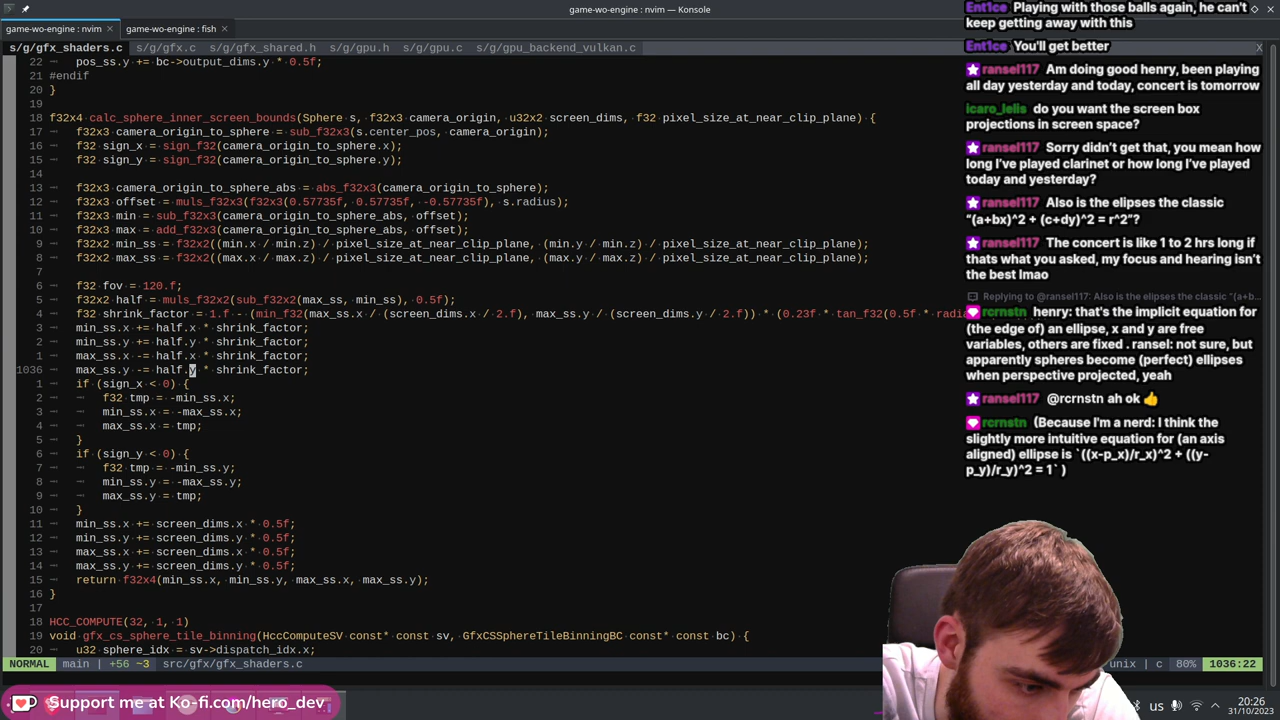 game-wo-engine : nvim — Konsole
game-wo-engine : nvim
game-wo-engine : fish
s/g/gfx_shaders.c s/g/gfx.c s/g/gfx_shared.h s/g/gpu.h s/g/gpu.c s/g/gpu_backend_vulkan.c X
22 pos_ss.y += bc->output_dims.y * 0.5f;
21 #endif
20 }
19
18 f32x4 calc_sphere_inner_screen_bonds(Sphere s, f32x3 camera_origin, u32x2 screen_dims, f32 pixel_size_at_near_clip_plane) {
17 f32x3 camera_origin_to_sphere = sub_f32x3(s.center_pos, camera_origin);
16 f32 sign_x = sign_f32(camera_origin_to_sphere.x);
15 f32 sign_y = sign_f32(camera_origin_to_sphere.y);
14
13 f32x3 camera_origin_to_sphere_abs = abs_f32x3(camera_origin_to_sphere);
12 f32x3 offset = muls_f32x3(f32x3(0.57735f, 0.57735f, -0.57735f), s.radius);
11 f32x3 min = sub_f32x3(camera_origin_to_sphere_abs, offset);
10 f32x3 max = add_f32x3(camera_origin_to_sphere_abs, offset);
9 f32x2 min_ss = f32x2((min.x / min.z) / pixel_size_at_near_clip_plane, (min.y / min.z) / pixel_size_at_near_clip_plane);
8 f32x2 max_ss = f32x2((max.x / max.z) / pixel_size_at_near_clip_plane, (max.y / max.z) / pixel_size_at_near_clip_plane);
7
6 f32 fov = 120.f;
5 f32x2 half = muls_f32x2(sub_f32x2(max_ss, min_ss), 0.5f);
4 f32 shrink_factor = 1.f - (min_f32(max_ss.x / (screen_dims.x / 2.f), max_ss.y / (screen_dims.y / 2.f)) * (0.23f * tan_f32(0.5f * radia
3 min_ss.x += half.x * shrink_factor;
2 min_ss.y += half.y * shrink_factor;
1 max_ss.x -= half.x * shrink_factor;
1036 max_ss.y -= half.y * shrink_factor;
1 if (sign_x < 0) {
2 f32 tmp = -min_ss.x;
3 min_ss.x = -max_ss.x;
4 max_ss.x = tmp;
5 }
6 if (sign_y < 0) {
7 f32 tmp = -min_ss.y;
8 min_ss.y = -max_ss.y;
9 max_ss.y = tmp;
10 }
11 min_ss.x += screen_dims.x * 0.5f;
12 min_ss.y += screen_dims.y * 0.5f;
13 max_ss.x += screen_dims.x * 0.5f;
14 max_ss.y += screen_dims.y * 0.5f;
15 return f32x4(min_ss.x, min_ss.y, max_ss.x, max_ss.y);
16 }
17
18 HCC_COMPUTE(32, 1, 1)
19 void gfx_cs_sphere_tile_binning(HccComputeSV const* const sv, GfxCSSphereTileBinningBC const* const bc) {
20 u32 sphere_idx = sv->dispatch_idx.x;
NORMAL main | +56 ~3 src/gfx/gfx_shaders.c unix | c 80% 1036:22
Support me at Ko-fi.com/hero_dev
us
20:26
31/10/2023
Ent1ce Playing with those balls again, he can't
keep getting away with this
Ent1ce You'll get better
ransel117 Am doing good henry, been playing
all day yesterday and today, concert is tomorrow
icaro_lelis do you want the screen box
projections in screen space?
ransel117 Sorry didn't get that, you mean how
long I've played clarinet or how long I've played
today and yesterday?
ransel117 Also is the elipses the classic
“(a+bx)^2 + (c+dy)^2 = r^2”?
ransel117 The concert is like 1 to 2 hrs long if
thats what you asked, my focus and hearing isn't
the best lmao
Replying to @ransel117: Also is the elipses the classic “(a+b...
rcrnstn henry: that's the implicit equation for
(the edge of) an ellipse, x and y are free
variables, others are fixed . ransel: not sure, but
apparently spheres become (perfect) ellipses
when perspective projected, yeah
ransel117 @rcrnstn ah ok 👍
rcrnstn (Because I'm a nerd: I think the
slightly more intuitive equation for (an axis
aligned) ellipse is `((x-p_x)/r_x)^2 + ((y-
p_y)/r_y)^2 = 1` )